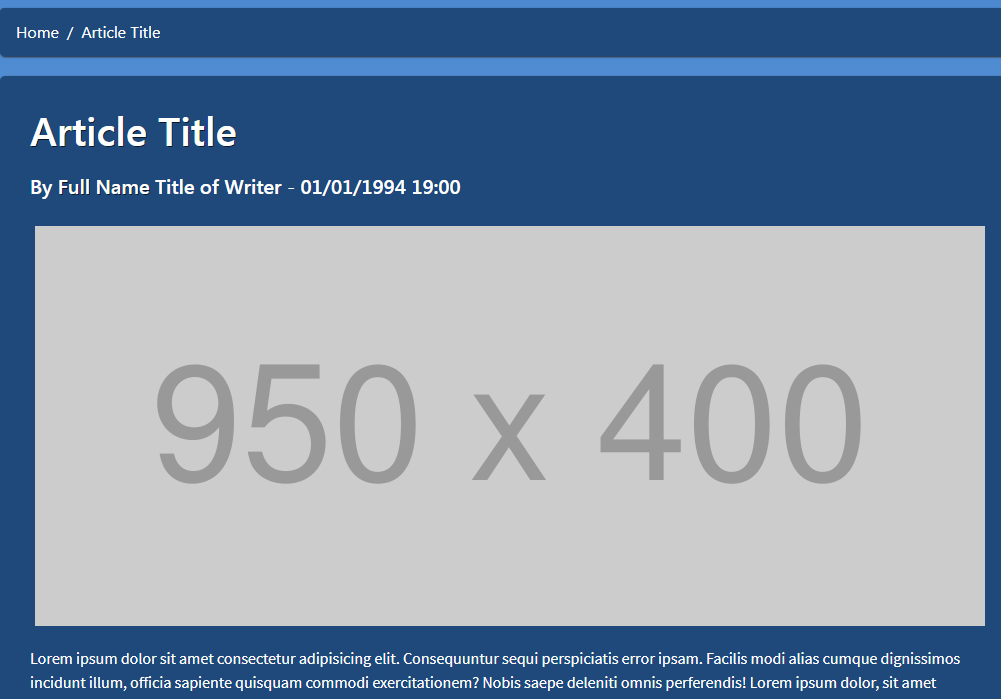 Home / Article Title
Article Title
By Full Name Title of Writer - 01/01/1994 19:00
950 x 400
Lorem ipsum dolor sit amet consectetur adipisicing elit. Consequuntur sequi perspiciatis error ipsam. Facilis modi alias cumque dignissimos
incidunt illum, officia sapiente quisquam commodi exercitationem? Nobis saepe deleniti omnis perferendis! Lorem ipsum dolor, sit amet